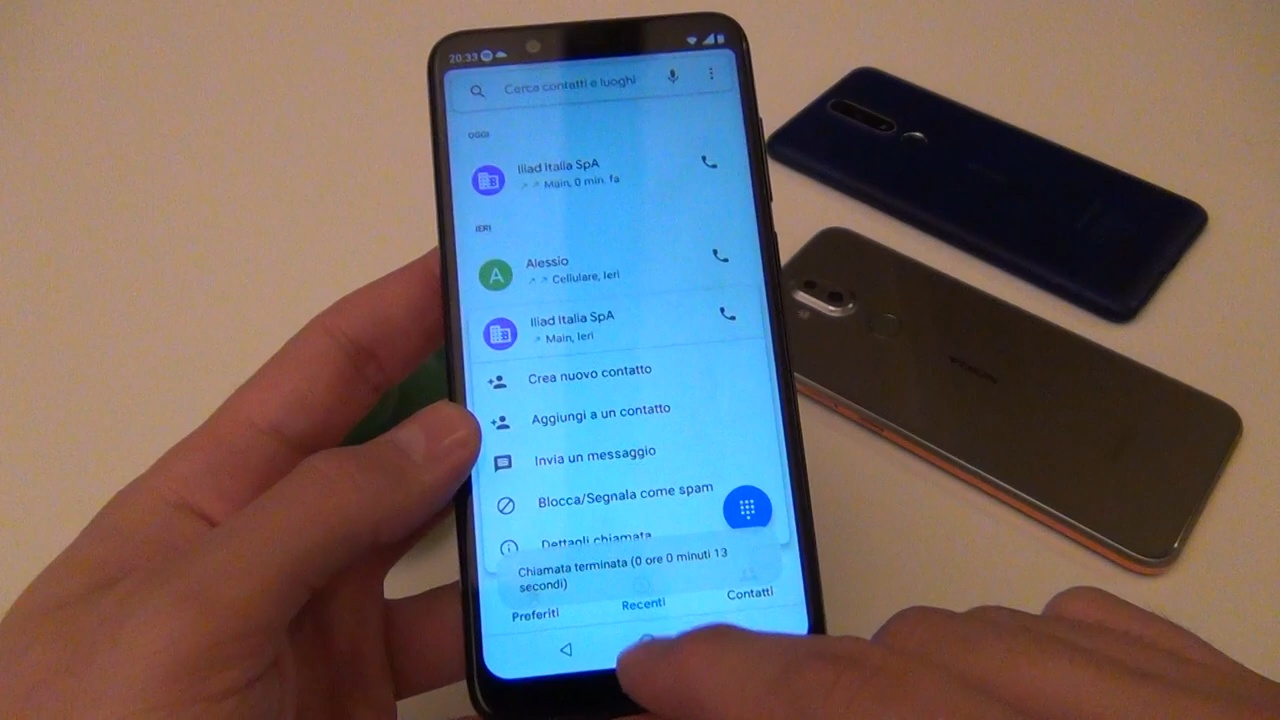 20:33
Cerca contatti e luoghi
OGGI
Iliad Italia SpA
Main, 0 min. fa
IERI
A
Alessio
Cellulare, Ieri
Iliad Italia SpA
Main, Ieri
Crea nuovo contatto
Aggiungi a un contatto
Invia un messaggio
Blocca/Segnala come spam
Dettagli chiamata
Chiamata terminata (0 ore 0 minuti 13
secondi)
Preferiti
Recenti
Contatti
NOKIA